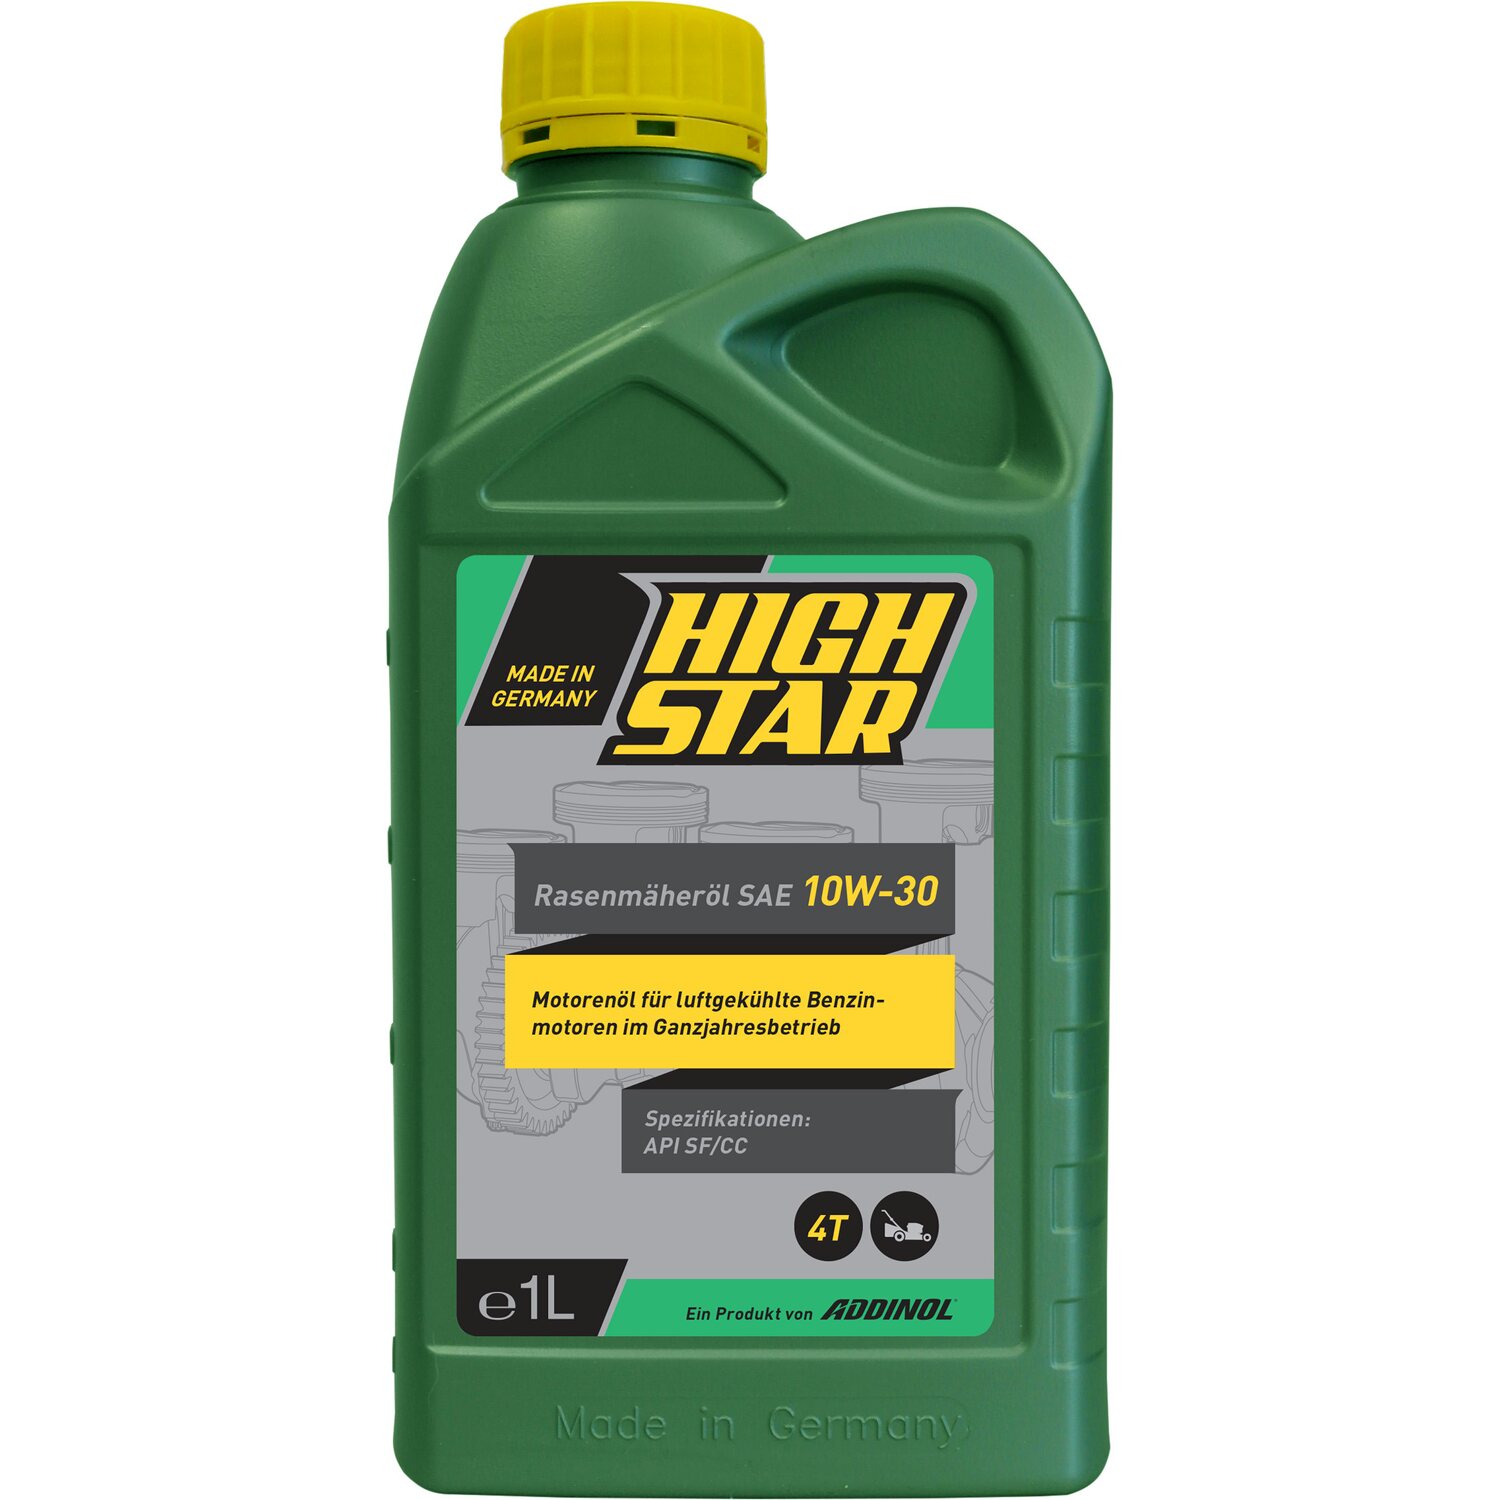 HIGH
STAR
MADE IN
GERMANY
Rasenmäheröl SAE 10W-30
Motorenöl für luftgekühlte Benzin-
motoren im Ganzjahresbetrieb
Spezifikationen:
API SF/CC
4T
℮1L
Ein Produkt von ADDINOL
Made in Germany